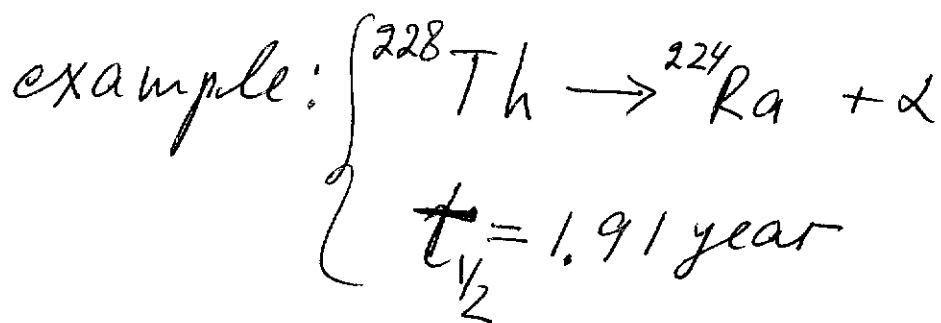 example: ²²⁸Th → ²²⁴Ra + α
t₁/₂ = 1.91 year